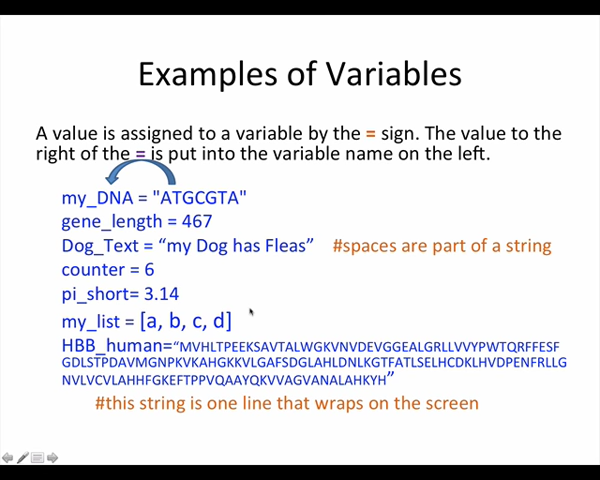 Examples of Variables
A value is assigned to a variable by the = sign. The value to the
right of the = is put into the variable name on the left.
my_DNA = "ATGCGTA"
gene_length = 467
Dog_Text = “my Dog has Fleas” #spaces are part of a string
counter = 6
pi_short= 3.14
my_list = [a, b, c, d]
HBB_human=“MVHLTPEEKSAVTALWGKVNVDEVGGEALGRLLVVYPWTQRFFESF
GDLSTPDAVMGNPKVKAHGKKVLGAFSDGLAHLDNLKGTFATLSELHCDKLHVDPENFRLLG
NVLVCVLAHHFGKEFTPPVQAAYQKVVAGVANALAHKYH”
#this string is one line that wraps on the screen